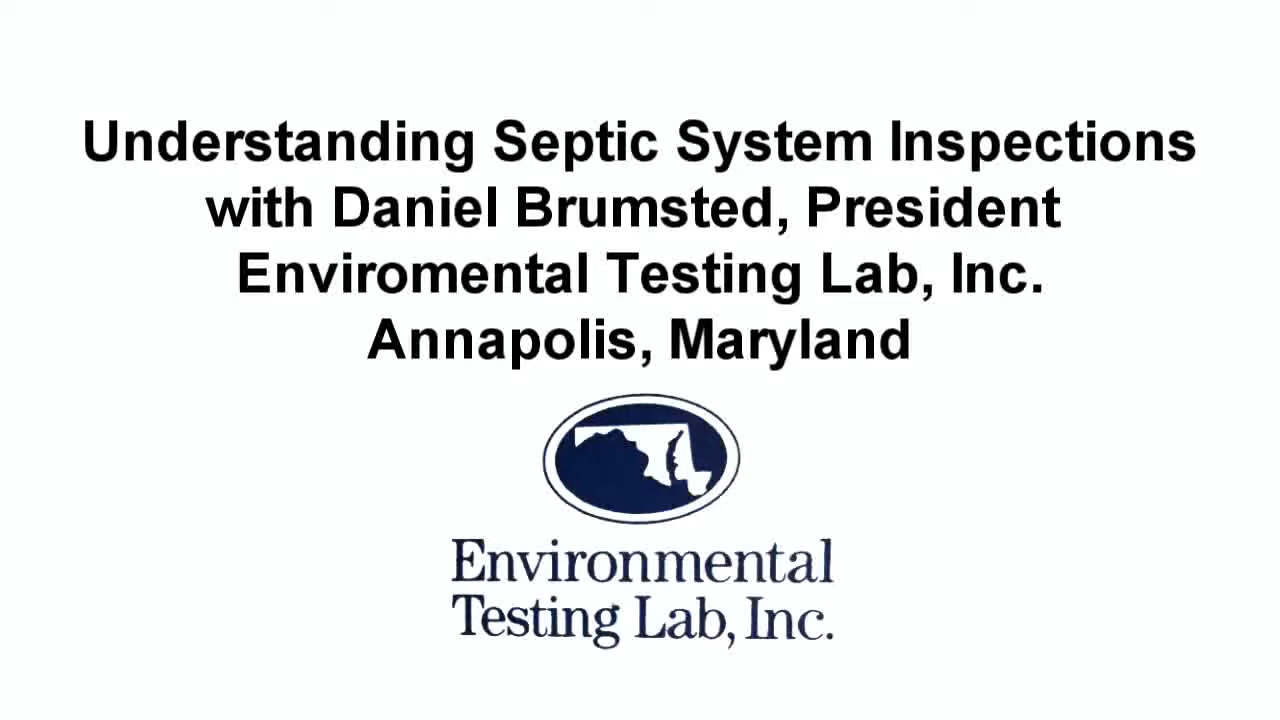 Understanding Septic System Inspections
with Daniel Brumsted, President
Enviromental Testing Lab, Inc.
Annapolis, Maryland
Environmental
Testing Lab, Inc.